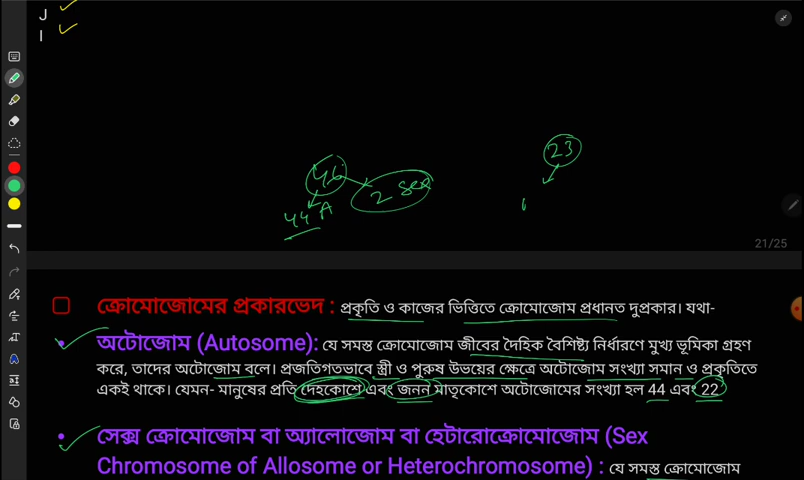 J
I
23
46
2 sex
44 A
21/25
ক্রোমোজোমের প্রকারভেদ : প্রকৃতি ও কাজের ভিত্তিতে ক্রোমোজোম প্রধানত দুপ্রকার। যথা-
• অটোজোম (Autosome): যে সমস্ত ক্রোমোজোম জীবের দৈহিক বৈশিষ্ট্য নির্ধারণে মুখ্য ভূমিকা গ্রহণ
করে, তাদের অটোজোম বলে। প্রজাতিগতভাবে স্ত্রী ও পুরুষ উভয়ের ক্ষেত্রে অটোজোম সংখ্যা সমান ও প্রকৃতিতে
একই থাকে। যেমন- মানুষের প্রতি দেহকোশে এবং জনন মাতৃকোশে অটোজোমের সংখ্যা হল 44 এবং 22
• সেক্স ক্রোমোজোম বা অ্যালোজোম বা হেটারোক্রোমোজোম (Sex
Chromosome of Allosome or Heterochromosome) : যে সমস্ত ক্রোমোজোম